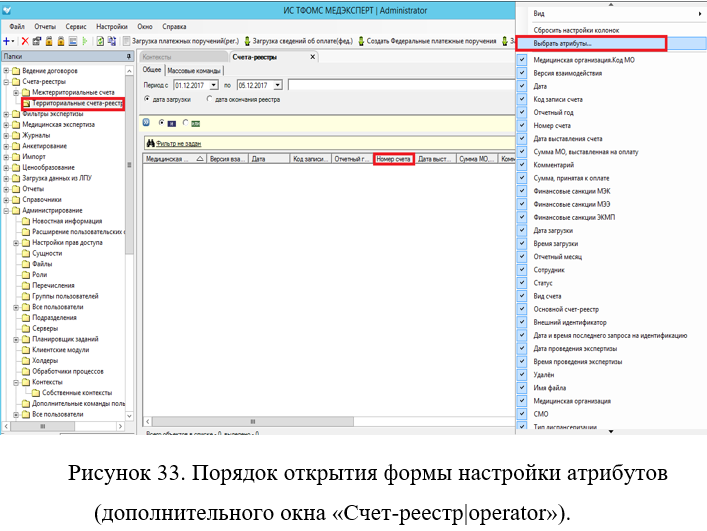 ИС ТФОМС МЕДЭКСПЕРТ | Administrator
Файл Отчеты Сервис Настройки Окно Справка
Загрузка платежных поручений(рег.) Загрузка сведений об оплате(фед.) Создать Федеральные платежные поручения
Папки
Ведение договоров
Счета-реестры
Межтерриториальные счета
Территориальные счета-реестр
Фильтры экспертизы
Медицинская экспертиза
Журналы
Анкетирование
Импорт
Ценообразование
Загрузка данных из ЛПУ
Отчеты
Справочники
Администрирование
Новостная информация
Расширение пользовательских
Настройки прав доступа
Сущности
Файлы
Роли
Перечисления
Группы пользователей
Все пользователи
Подразделения
Серверы
Планировщик заданий
Клиентские модули
Холдеры
Обработчики процессов
Контексты
Собственные контексты
Дополнительные команды поль
Все пользователи
Контексты Счета-реестры
Общее Массовые команды
Период с 01.12.2017 по 05.12.2017
дата загрузки дата окончания реестра
Фильтр не задан
Медицинская ... Версия вза... Дата Код записи... Отчетный г... Номер счета Дата выст... Сумма МО,... Комм
Всего объектов в списке - 0, выделено - 0
Вид
Сбросить настройки колонок
Выбрать атрибуты...
Медицинская организация.Код МО
Версия взаимодействия
Дата
Код записи счета
Отчетный год
Номер счета
Дата выставления счета
Сумма МО, выставленная на оплату
Комментарий
Сумма, принятая к оплате
Финансовые санкции МЭК
Финансовые санкции МЭЭ
Финансовые санкции ЭКМП
Дата загрузки
Время загрузки
Отчетный месяц
Сотрудник
Статус
Вид счета
Основной счет-реестр
Внешний идентификатор
Дата и время последнего запроса на идентификацию
Дата проведения экспертизы
Время проведения экспертизы
Удалён
Имя файла
Медицинская организация
СМО
Тип диспансеризации
Рисунок 33. Порядок открытия формы настройки атрибутов
(дополнительного окна «Счет-реестр|operator»).